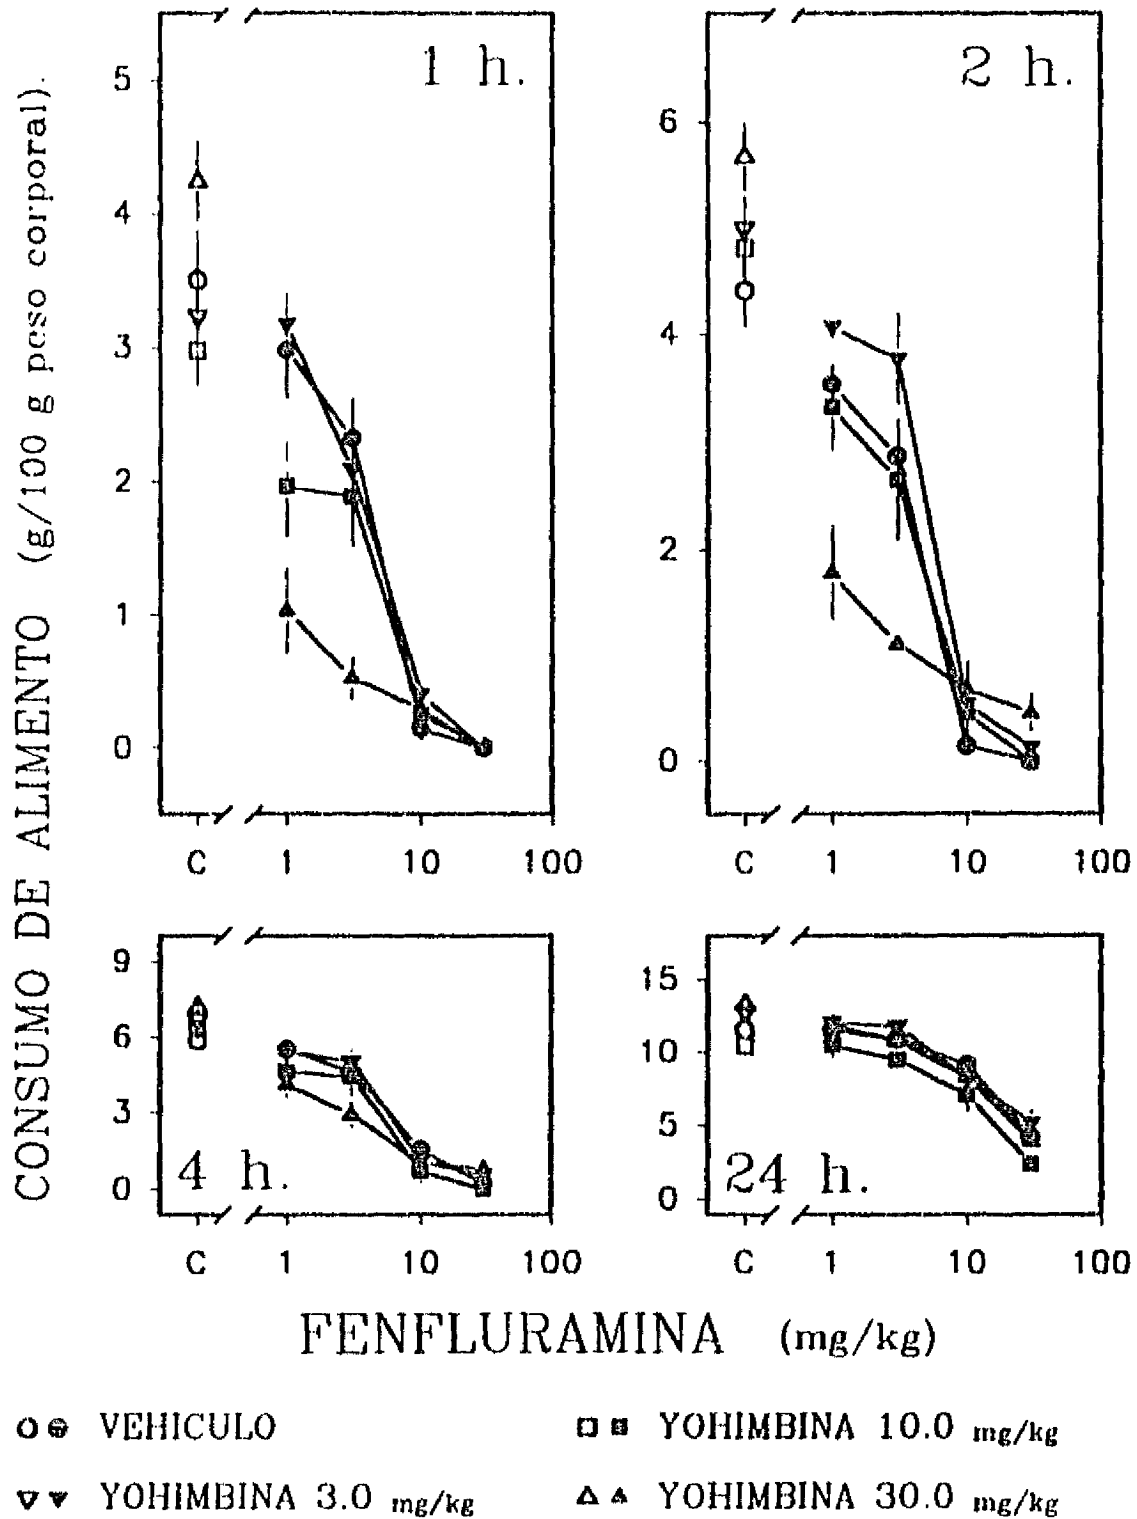 1 h.
5
4
3
2
1
0
C 1 10 100
2 h.
6
4
2
0
C 1 10 100
CONSUMO DE ALIMENTO (g/100 g peso corporal).
4 h.
9
6
3
0
C 1 10 100
24 h.
15
10
5
0
C 1 10 100
FENFLURAMINA (mg/kg)
VEHICULO
YOHIMBINA 10.0 mg/kg
YOHIMBINA 3.0 mg/kg
YOHIMBINA 30.0 mg/kg